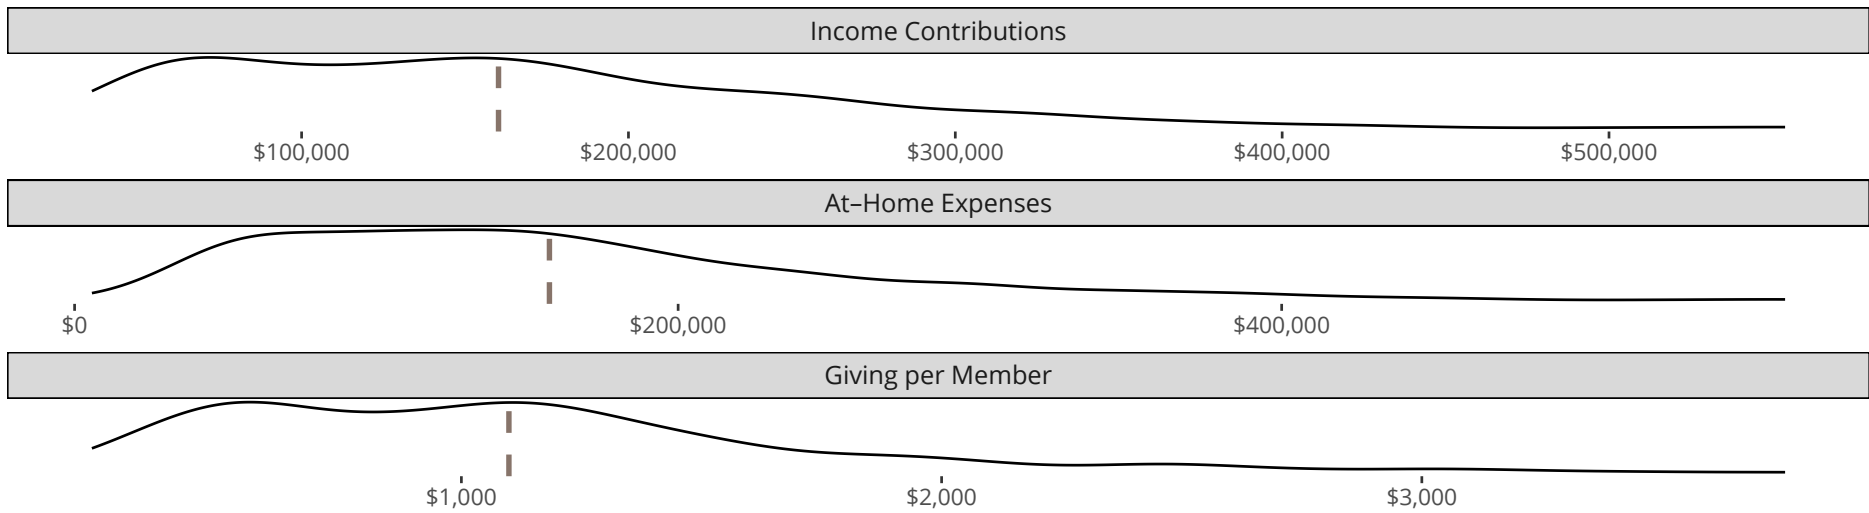 Income Contributions
$100,000 $200,000 $300,000 $400,000 $500,000
At–Home Expenses
$0 $200,000 $400,000
Giving per Member
$1,000 $2,000 $3,000